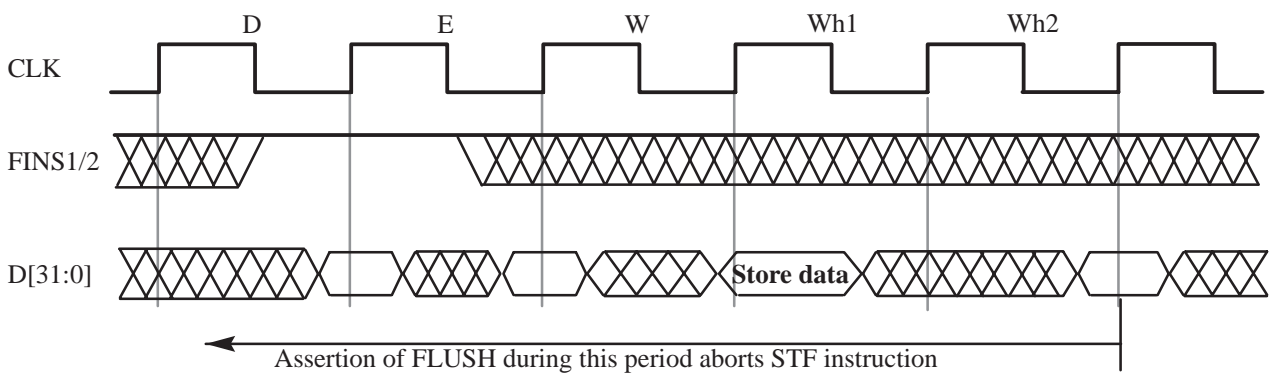 D E W Wh1 Wh2
CLK
FINS1/2
D[31:0] Store data
Assertion of FLUSH during this period aborts STF instruction